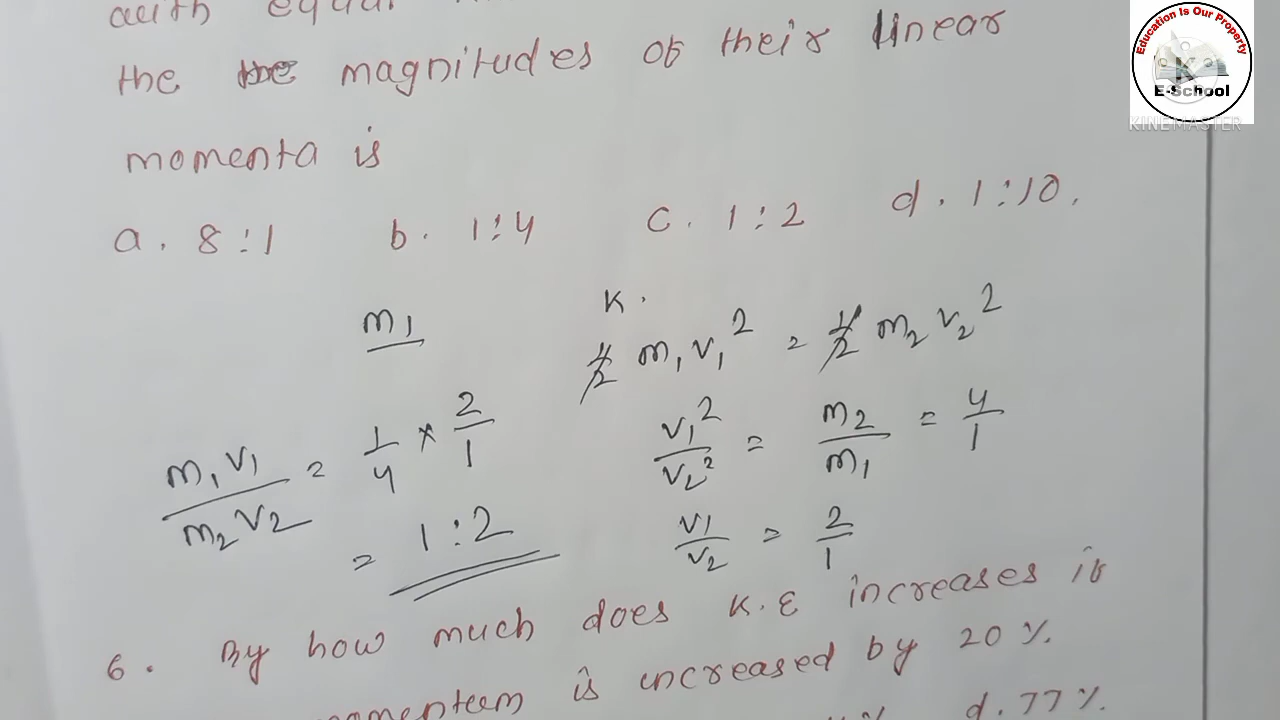 with equal
the the magnitudes of their linear
momenta is
a. 8:1 b. 1:4 c. 1:2 d. 1:10.
m₁
K.
½ m₁v₁² = ½ m₂v₂²
v₁²/v₂² = m₂/m₁ = 4/1
m₁v₁/m₂v₂ = 1/4 × 2/1
= 1:2
v₁/v₂ = 2/1
6. By how much does K.E increases if
momentum is increased by 20%.
d. 77%
Education Is Our Property
K
E-School
KINEMASTER